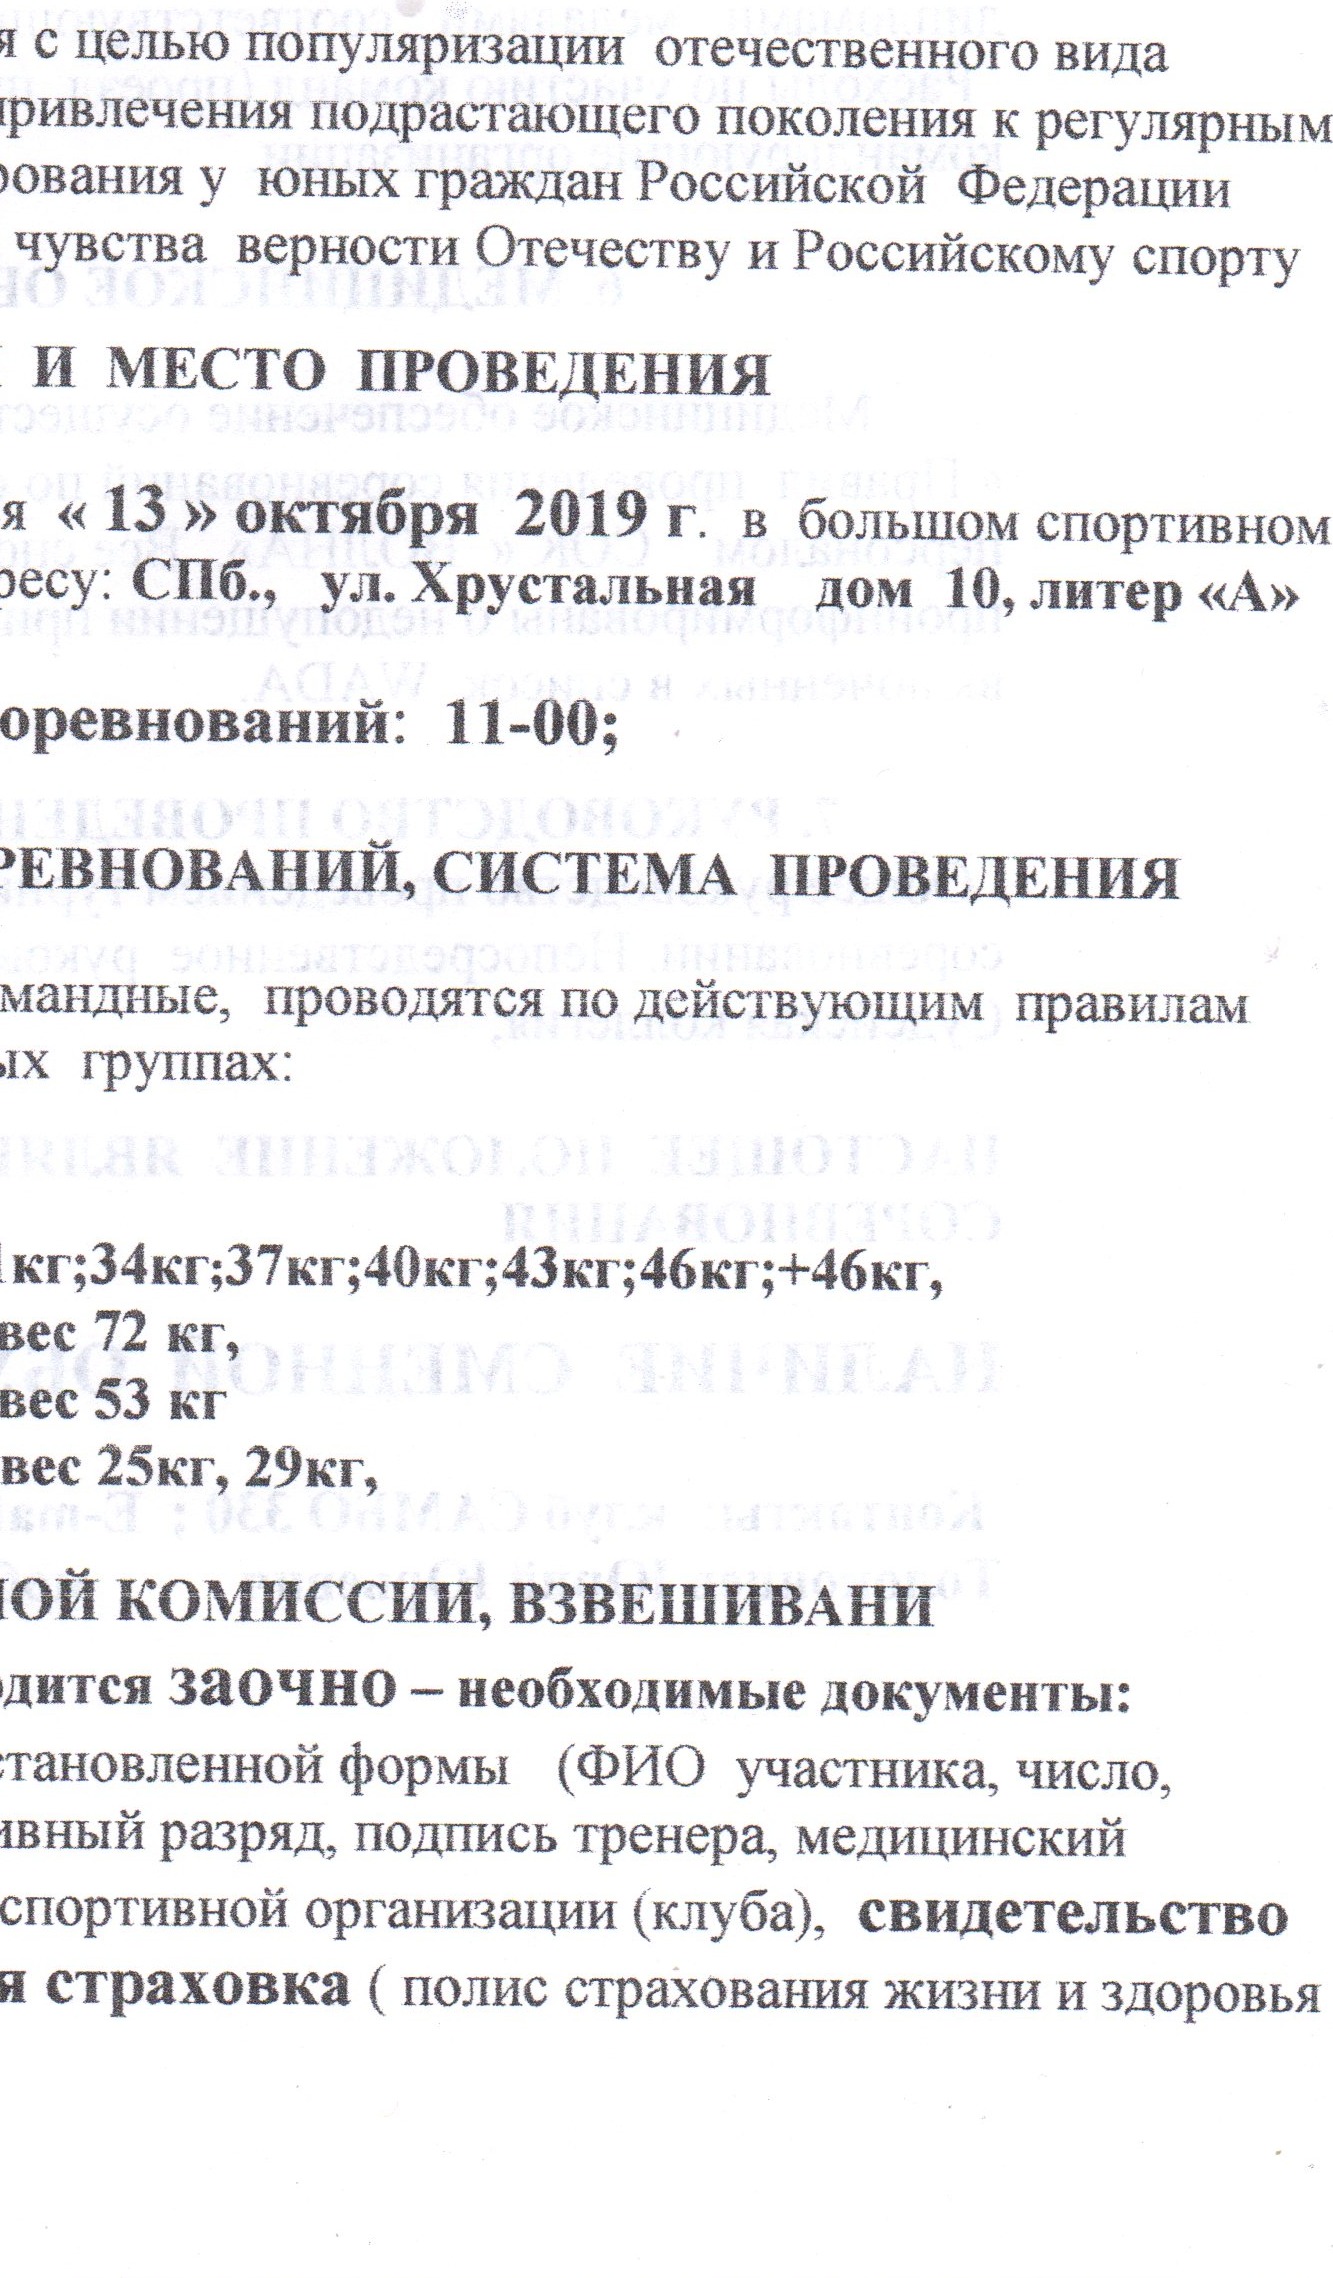 я с целью популяризации отечественного вида
привлечения подрастающего поколения к регулярным
рования у юных граждан Российской Федерации
чувства верности Отечеству и Российскому спорту
И МЕСТО ПРОВЕДЕНИЯ
я « 13 » октября 2019 г. в большом спортивном
ресу: СПб., ул. Хрустальная дом 10, литер «А»
оревнований: 11-00;
РЕВНОВАНИЙ, СИСТЕМА ПРОВЕДЕНИЯ
мандные, проводятся по действующим правилам
ых группах:
1кг;34кг;37кг;40кг;43кг;46кг;+46кг,
вес 72 кг,
вес 53 кг
вес 25кг, 29кг,
НОЙ КОМИССИИ, ВЗВЕШИВАНИ
одится заочно – необходимые документы:
становленной формы (ФИО участника, число,
ивный разряд, подпись тренера, медицинский
спортивной организации (клуба), свидетельство
я страховка ( полис страхования жизни и здоровья